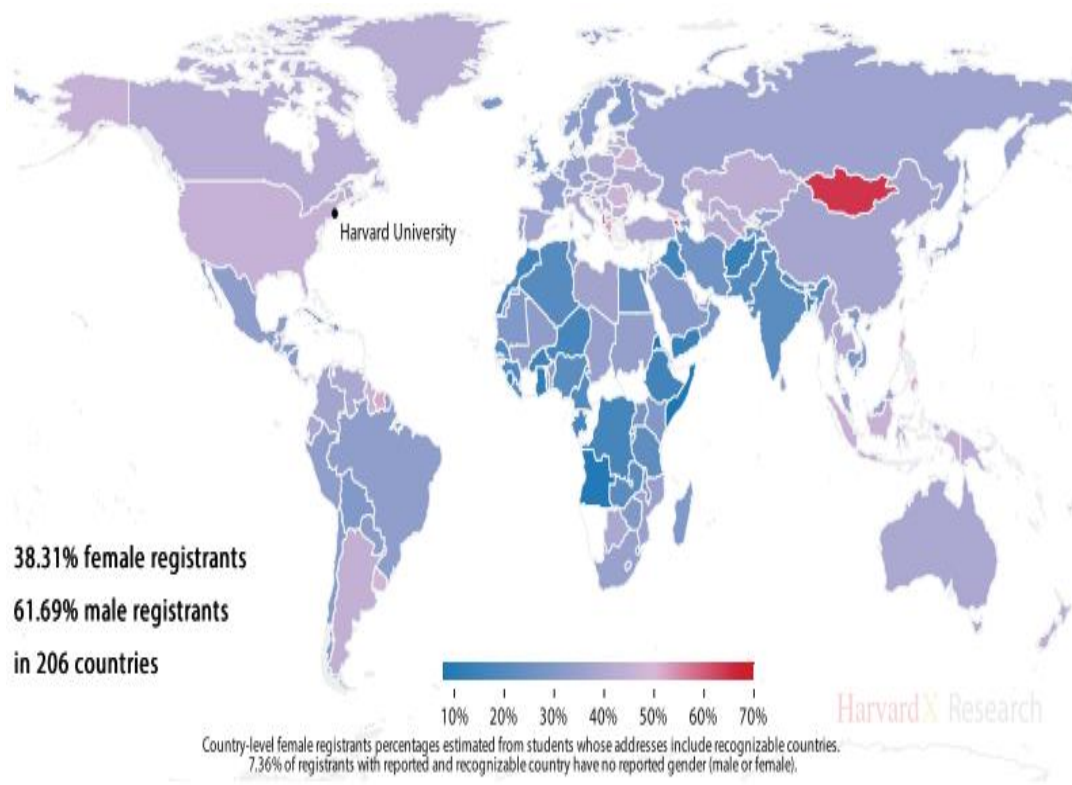 Harvard University
38.31% female registrants
61.69% male registrants
in 206 countries
10% 20% 30% 40% 50% 60% 70%
HarvardX Research
Country-level female registrants percentages estimated from students whose addresses include recognizable countries.
7.36% of registrants with reported and recognizable country have no reported gender (male or female).